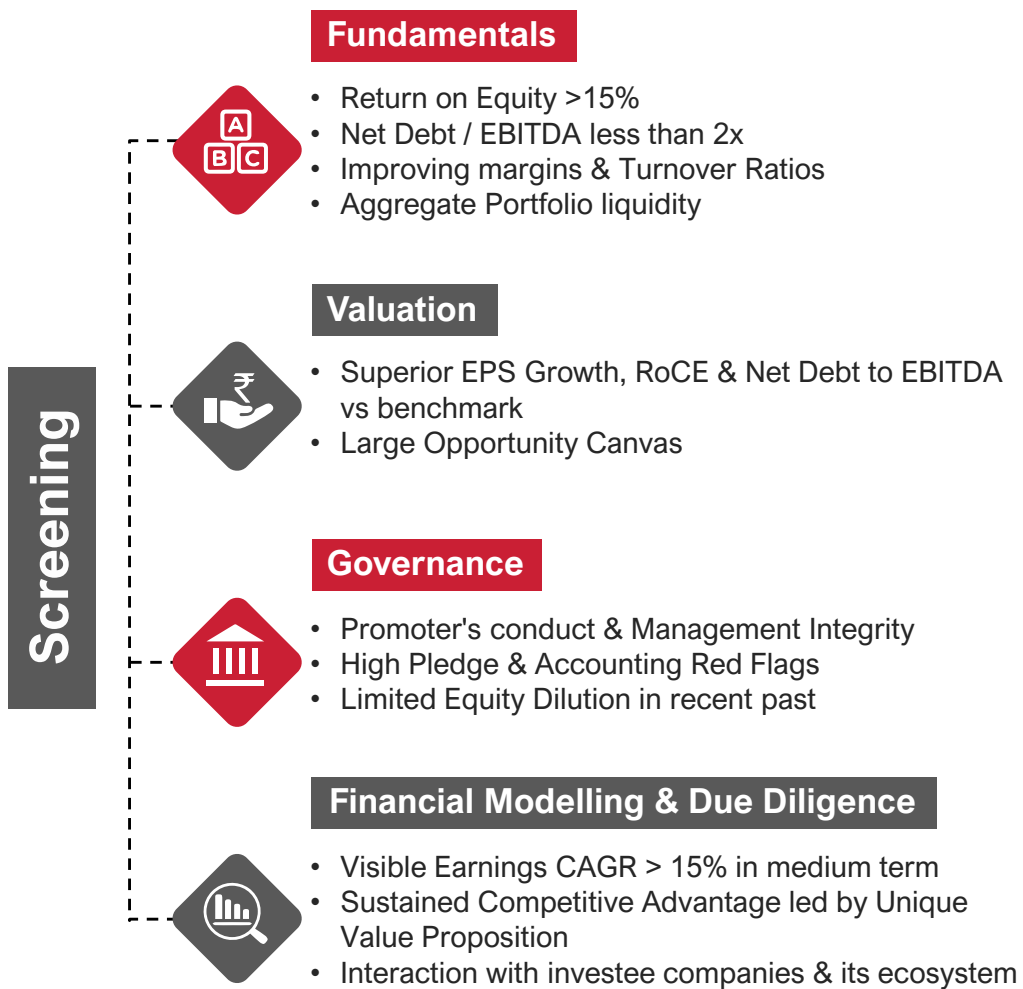 Screening
Fundamentals
• Return on Equity >15%
• Net Debt / EBITDA less than 2x
• Improving margins & Turnover Ratios
• Aggregate Portfolio liquidity
A
B C
Valuation
• Superior EPS Growth, RoCE & Net Debt to EBITDA
vs benchmark
• Large Opportunity Canvas
₹
Governance
• Promoter's conduct & Management Integrity
• High Pledge & Accounting Red Flags
• Limited Equity Dilution in recent past
Financial Modelling & Due Diligence
• Visible Earnings CAGR > 15% in medium term
• Sustained Competitive Advantage led by Unique
Value Proposition
• Interaction with investee companies & its ecosystem